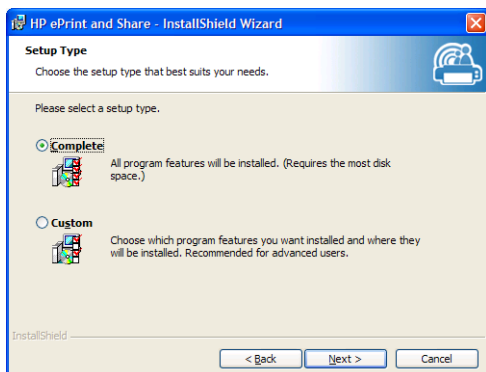 HP ePrint and Share - InstallShield Wizard
Setup Type
Choose the setup type that best suits your needs.
Please select a setup type.
Complete
All program features will be installed. (Requires the most disk
space.)
Custom
Choose which program features you want installed and where they
will be installed. Recommended for advanced users.
InstallShield
< Back
Next >
Cancel